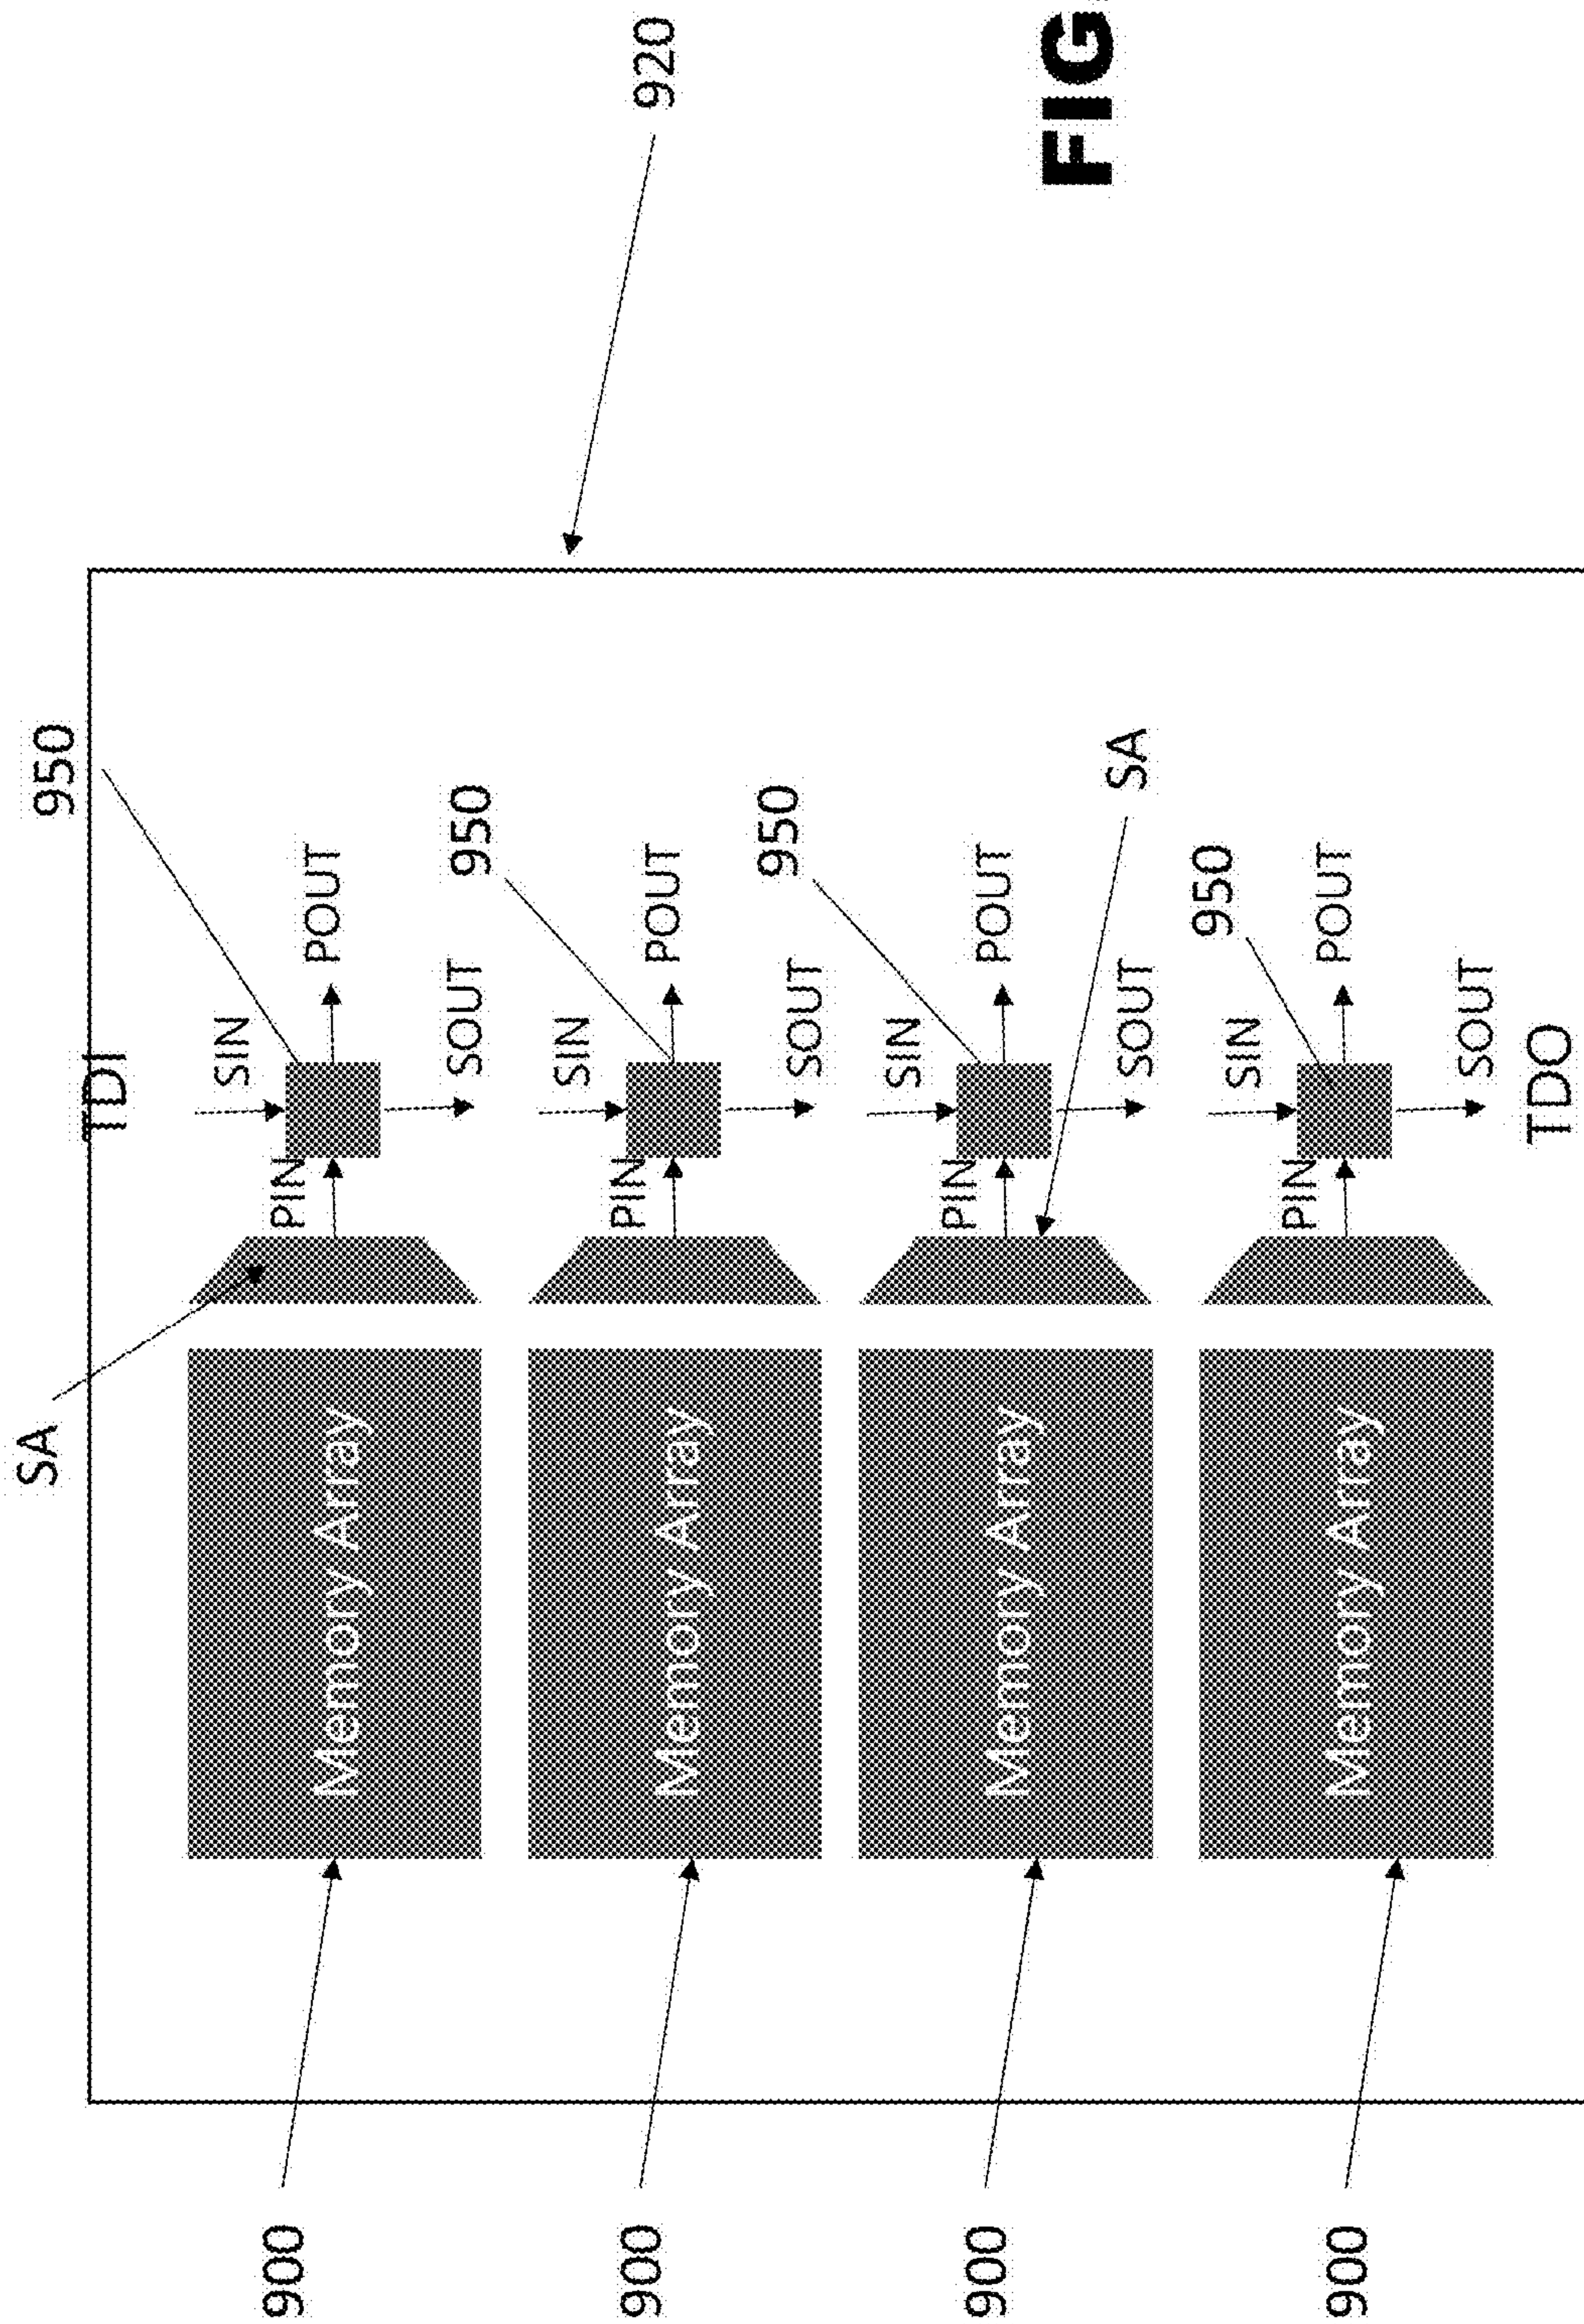 SA
950
TDI
SIN
900
Memory Array
PIN
POUT
SOUT
950
SIN
920
900
Memory Array
PIN
POUT
SOUT
950
SIN
900
Memory Array
PIN
POUT
FIG.
SOUT
SA
950
SIN
900
Memory Array
PIN
POUT
SOUT
TDO